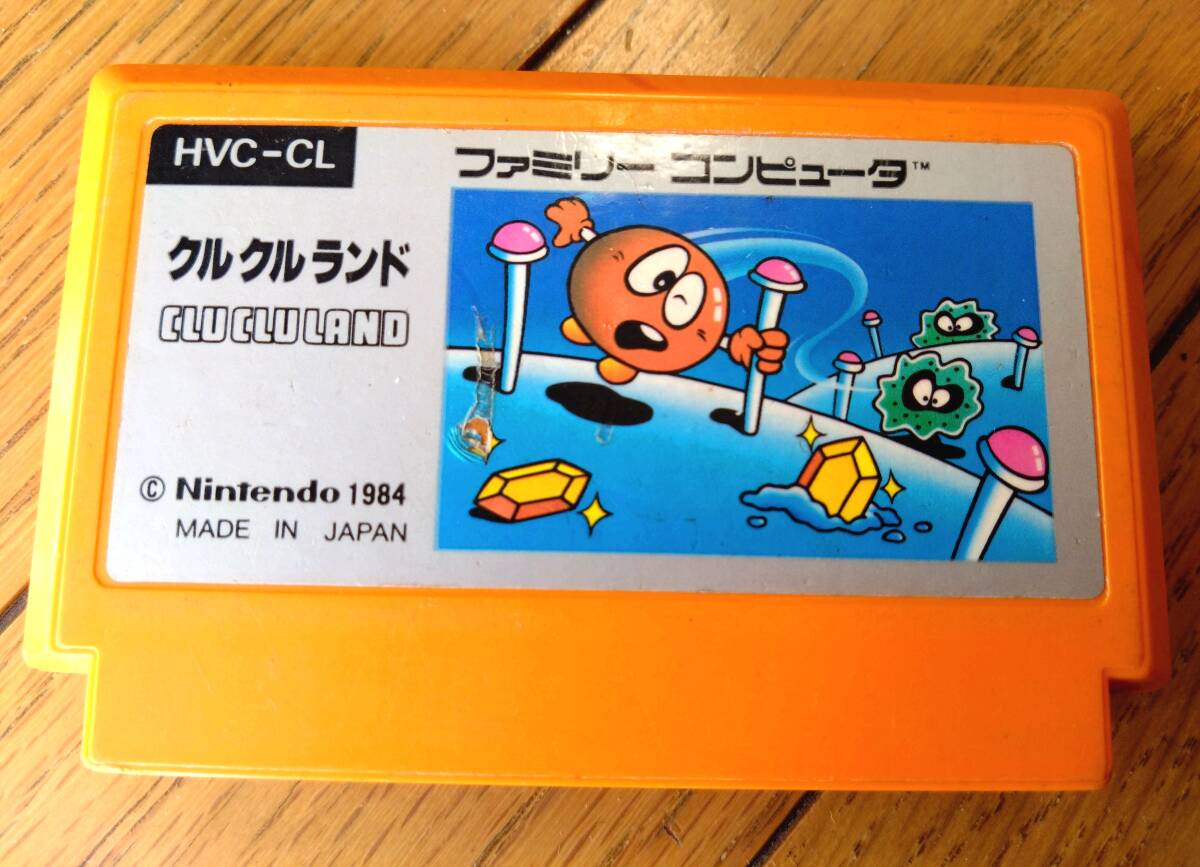 HVC-CL
ファミリー コンピュータ™
クルクルランド
CLU CLU LAND
© Nintendo 1984
MADE IN JAPAN